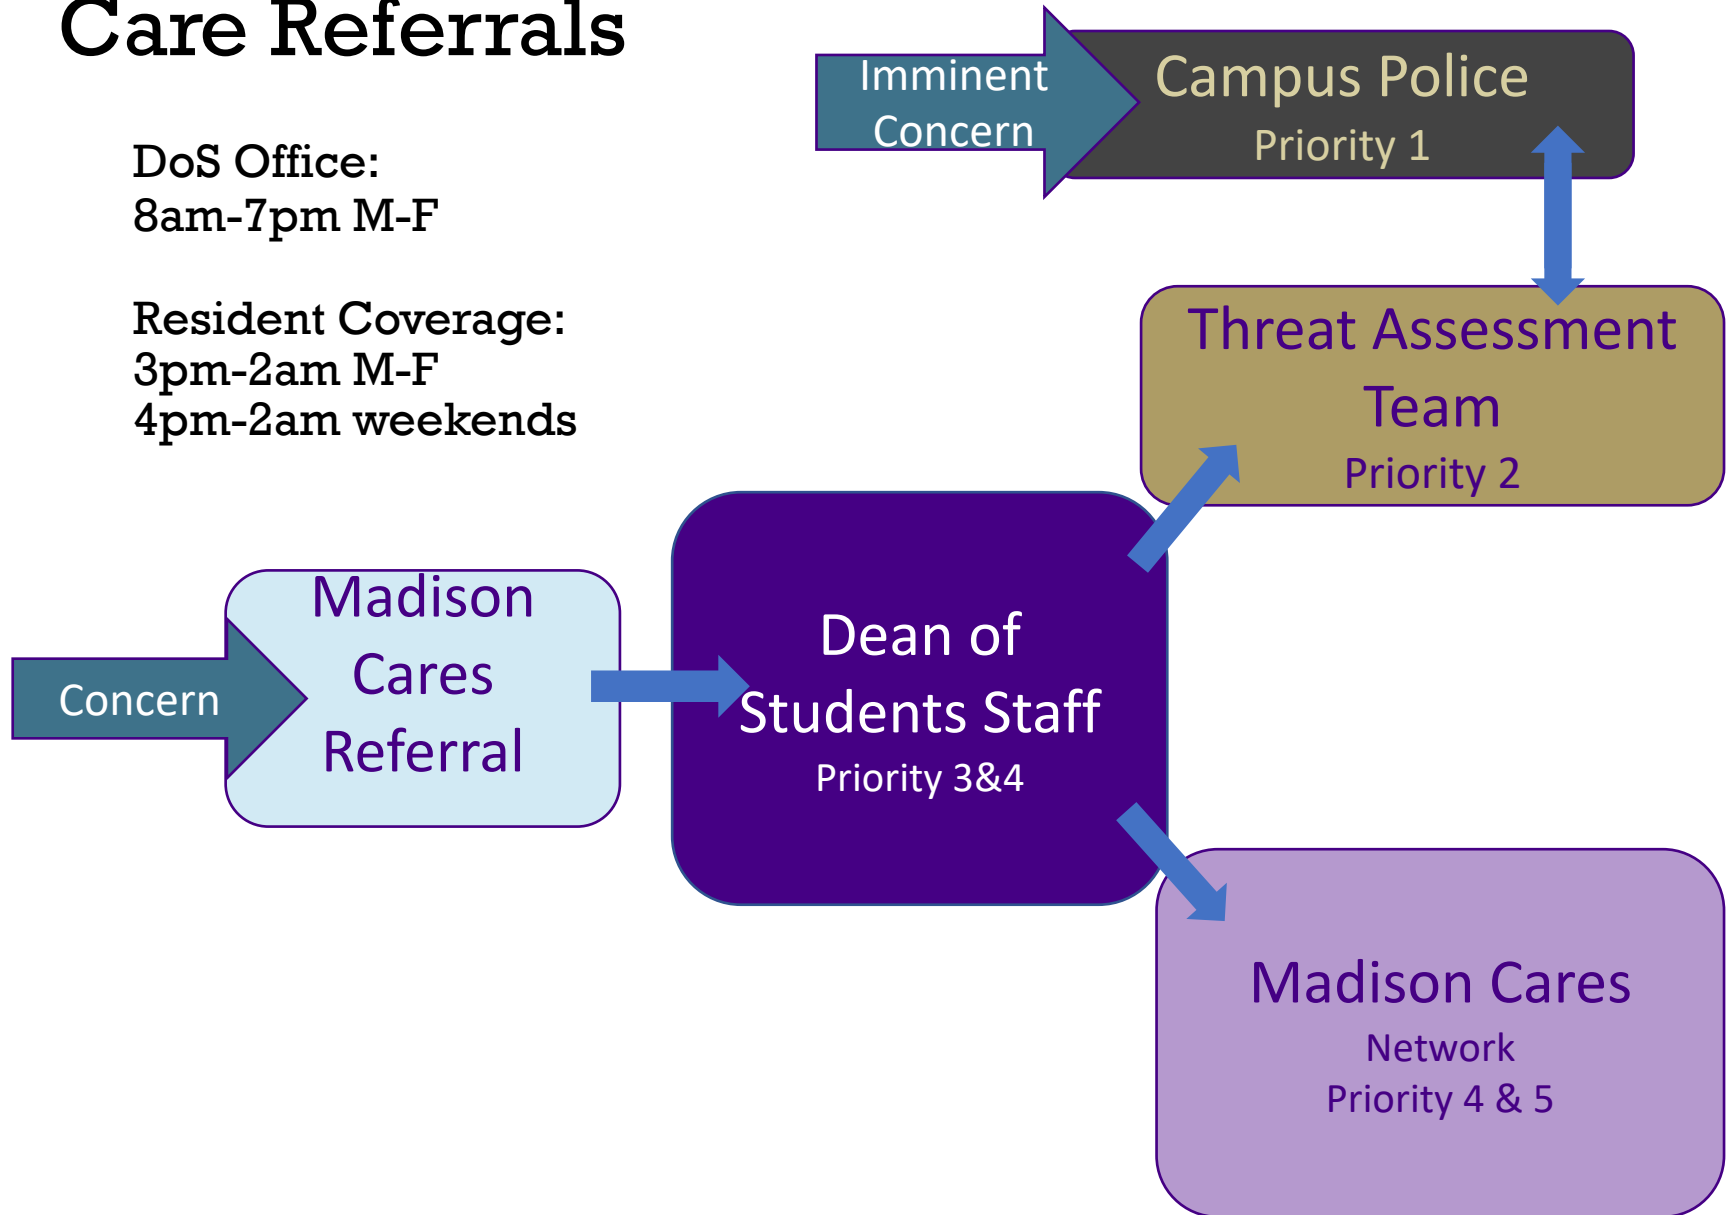 Care Referrals
DoS Office:
8am-7pm M-F
Resident Coverage:
3pm-2am M-F
4pm-2am weekends
Imminent
Concern
Campus Police
Priority 1
Threat Assessment
Team
Priority 2
Concern
Madison
Cares
Referral
Dean of
Students Staff
Priority 3&4
Madison Cares
Network
Priority 4 & 5